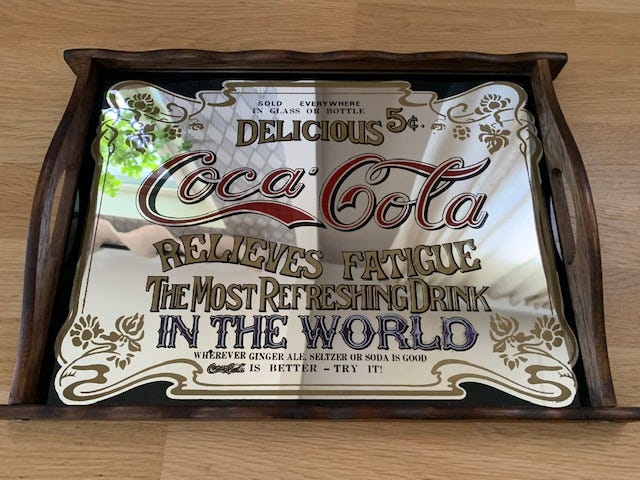 SOLD EVERYWHERE
IN GLASS OR BOTTLE
DELICIOUS 5¢.
Coca-Cola
RELIEVES FATIGUE
THE MOST REFRESHING DRINK
IN THE WORLD
WHEREVER GINGER ALE, SELTZER OR SODA IS GOOD
Coca-Cola IS BETTER - TRY IT!